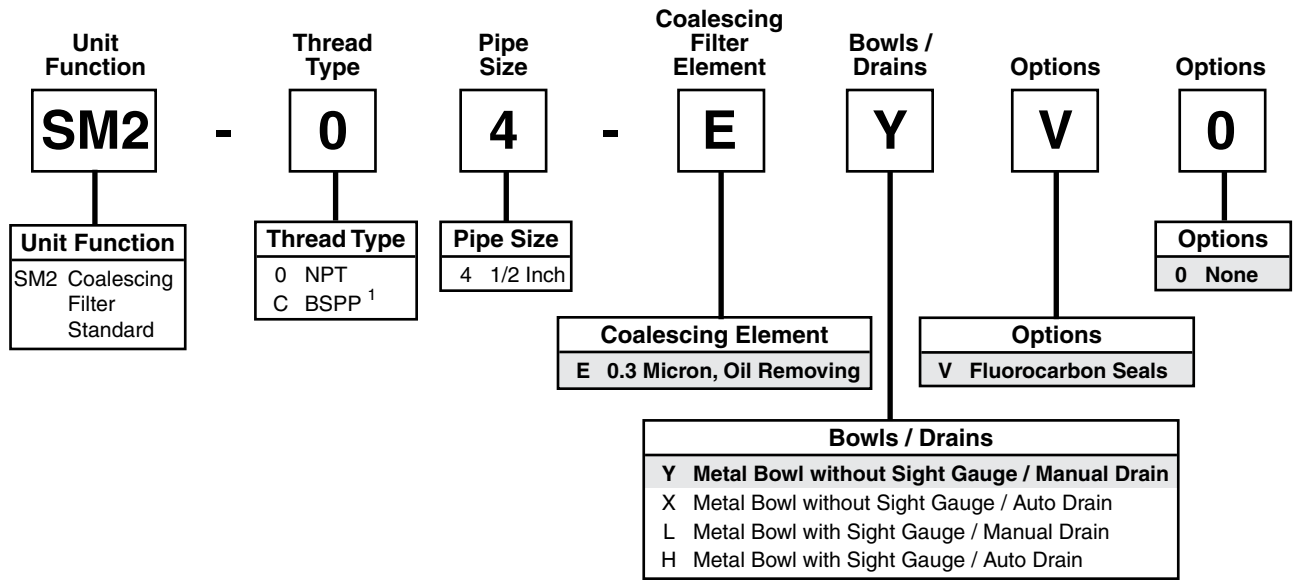 Unit
Function
Thread
Type
Pipe
Size
Coalescing
Filter
Element
Bowls /
Drains
Options
Options
SM2 - 0 4 - E Y V 0
Unit Function
SM2 Coalescing
Filter
Standard
Thread Type
0 NPT
C BSPP 1
Pipe Size
4 1/2 Inch
Options
0 None
Coalescing Element
E 0.3 Micron, Oil Removing
Options
V Fluorocarbon Seals
Bowls / Drains
Y Metal Bowl without Sight Gauge / Manual Drain
X Metal Bowl without Sight Gauge / Auto Drain
L Metal Bowl with Sight Gauge / Manual Drain
H Metal Bowl with Sight Gauge / Auto Drain